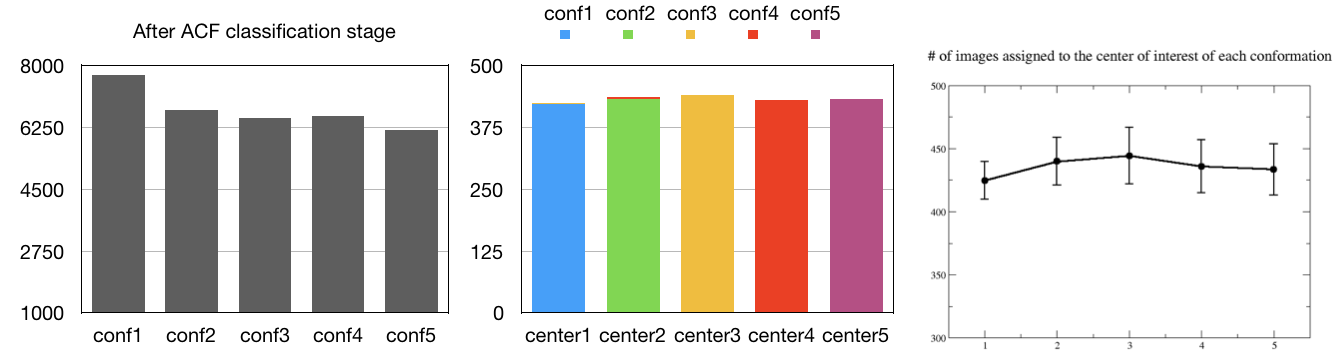 After ACF classification stage
8000
6250
4500
2750
1000
conf1 conf2 conf3 conf4 conf5
conf1 conf2 conf3 conf4 conf5
500
375
250
125
0
center1 center2 center3 center4 center5
# of images assigned to the center of interest of each conformation
500
450
400
350
300
1 2 3 4 5